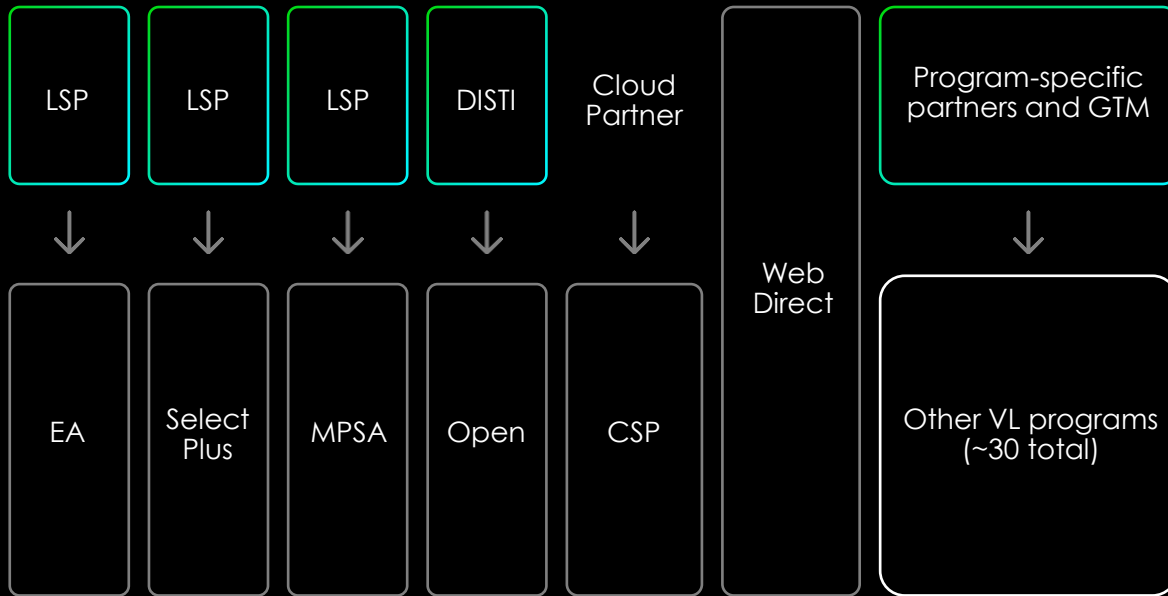 LSP
LSP
LSP
DISTI
Cloud
Partner
Program-specific
partners and GTM
Web
Direct
EA
Select
Plus
MPSA
Open
CSP
Other VL programs
(~30 total)